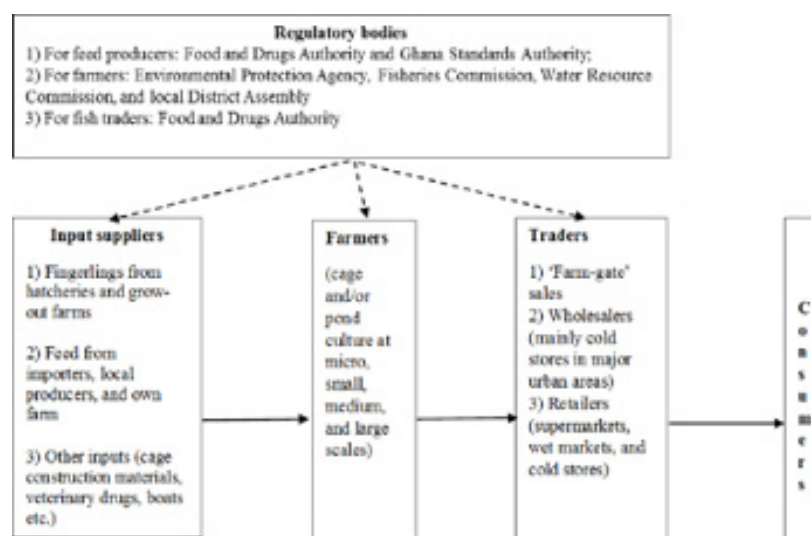 Regulatory bodies
1) For feed producers: Food and Drugs Authority and Ghana Standards Authority;
2) For farmers: Environmental Protection Agency, Fisheries Commission, Water Resource
Commission, and local District Assembly
3) For fish traders: Food and Drugs Authority
Input suppliers
1) Fingerlings from
hatcheries and grow-
out farms
2) Feed from
importers, local
producers, and own
farm
3) Other inputs (cage
construction materials,
veterinary drugs, boats
etc.)
Farmers
(cage
and/or
pond
culture at
micro,
small,
medium,
and large
scales)
Traders
1) ‘Farm-gate’
sales
2) Wholesalers
(mainly cold
stores in major
urban areas)
3) Retailers
(supermarkets,
wet markets, and
cold stores)
C
o
n
s
u
m
e
r
s